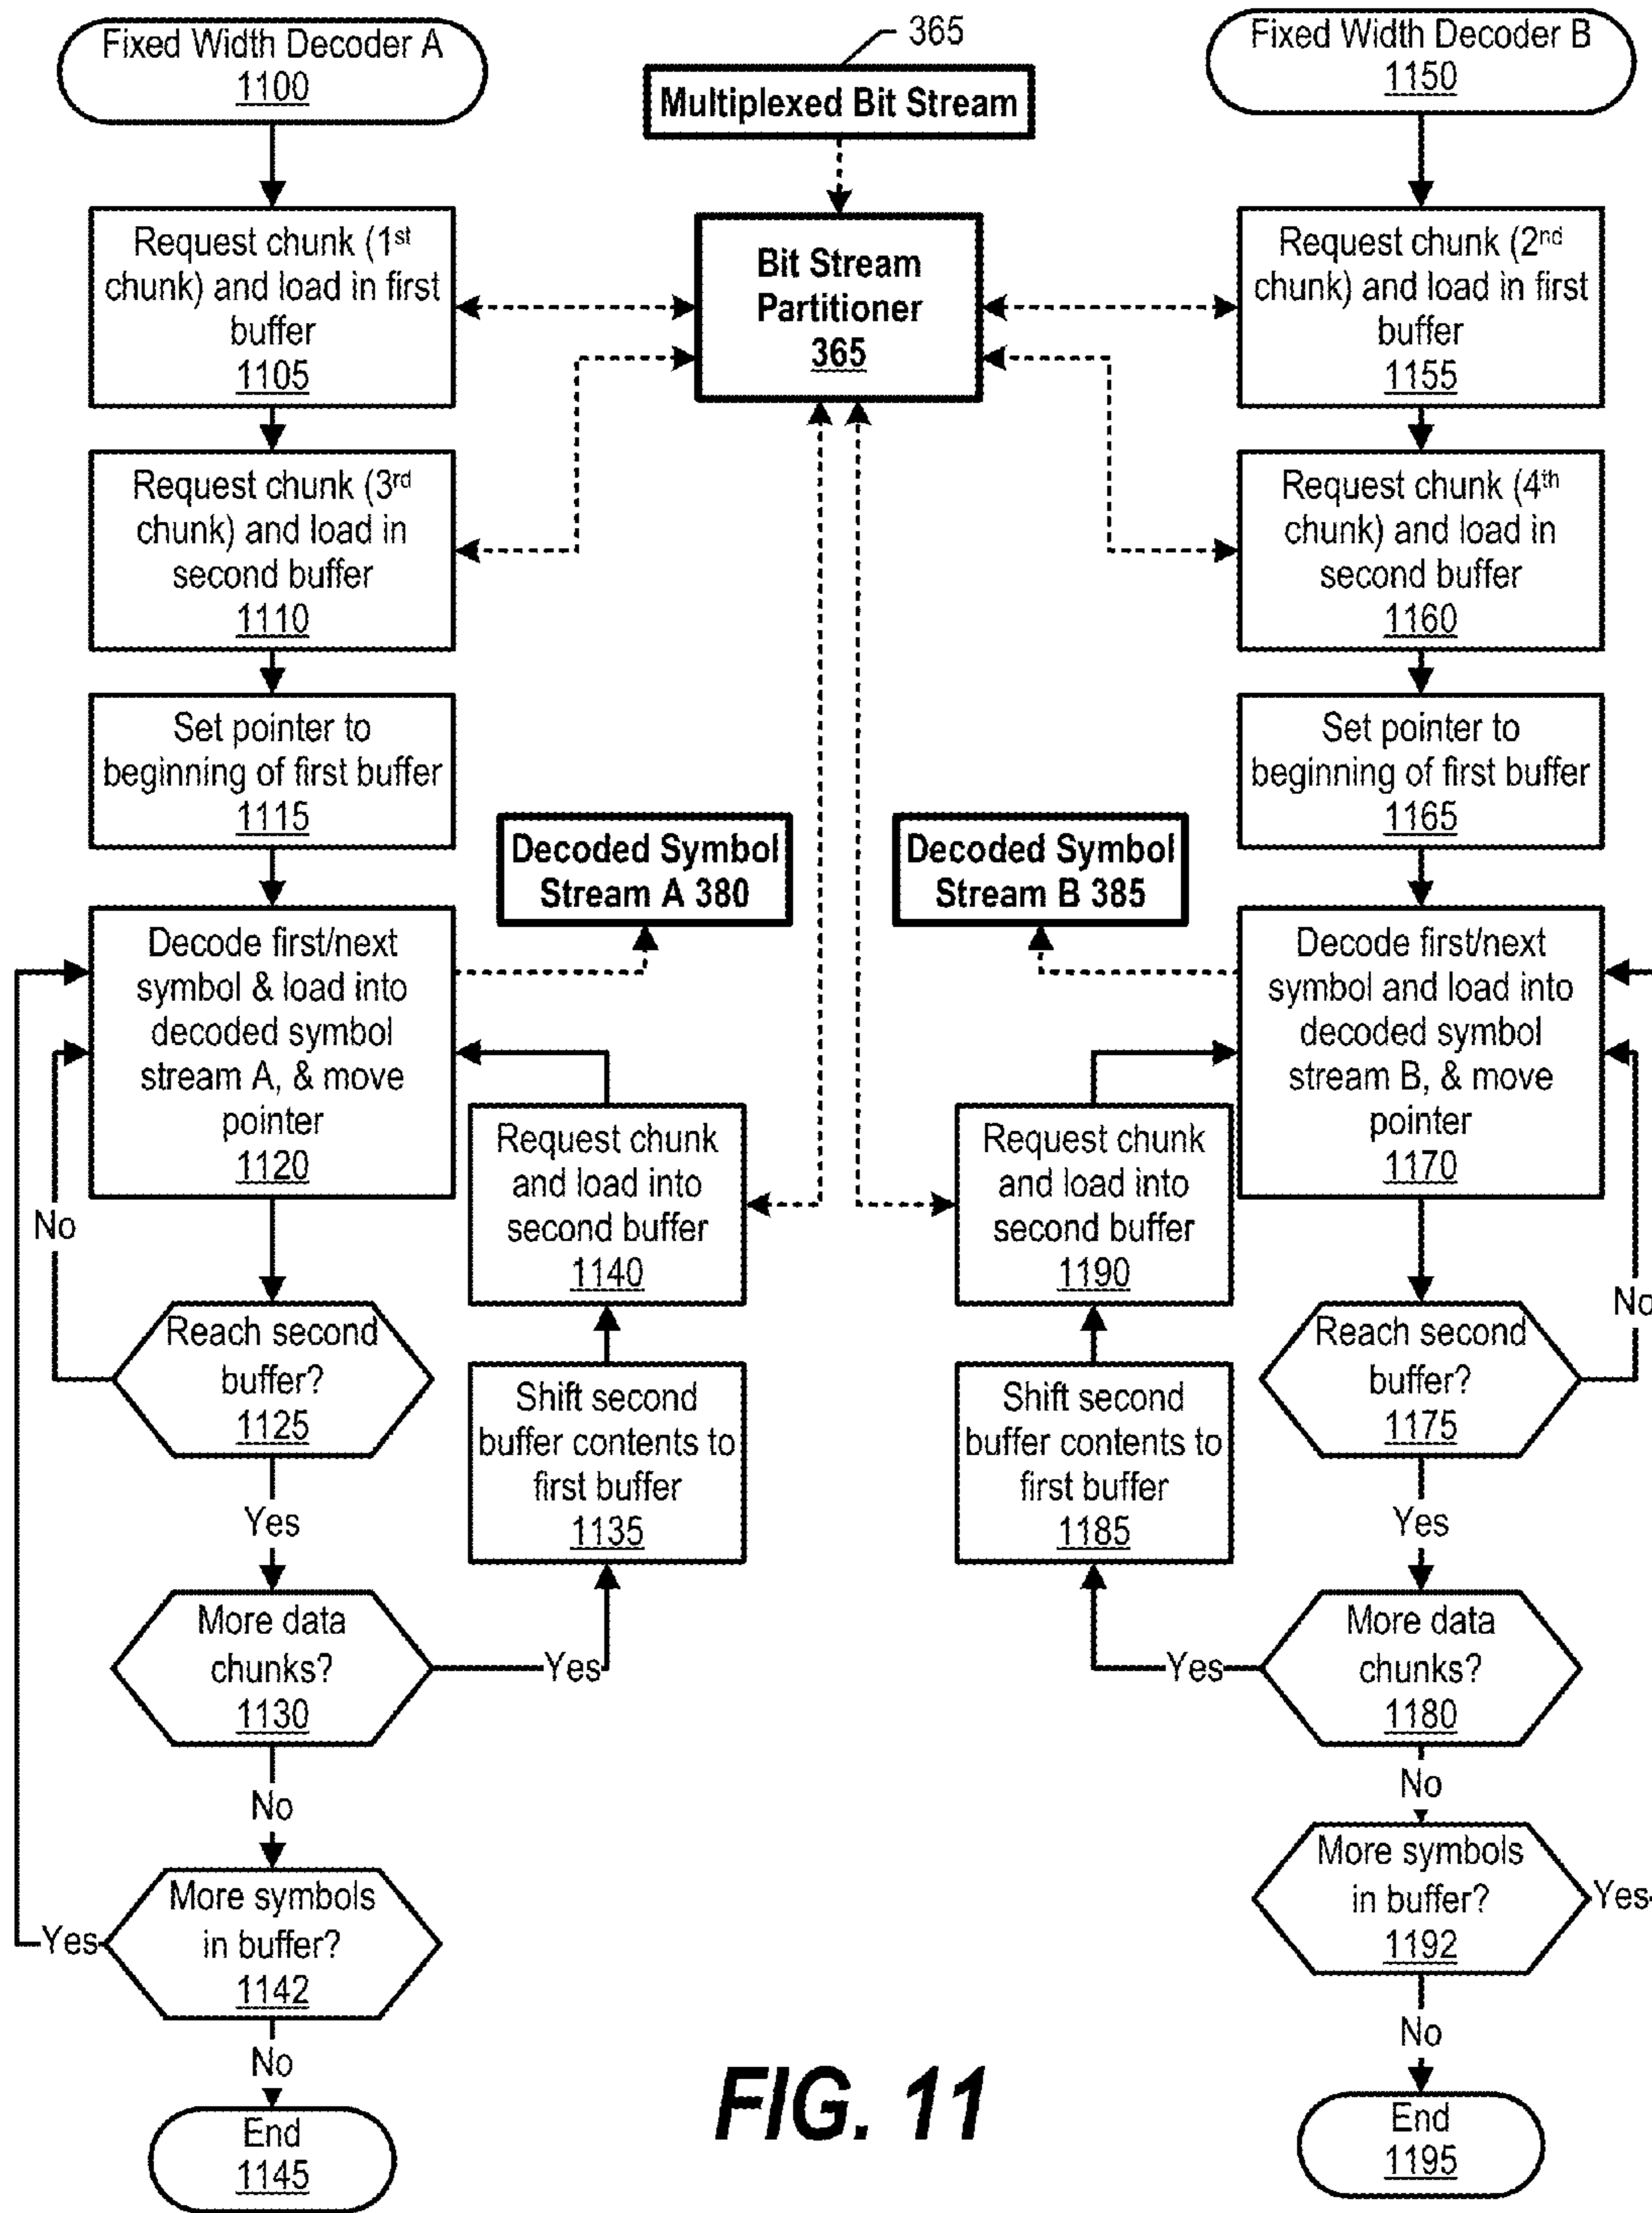 Fixed Width Decoder A
1100
365
Multiplexed Bit Stream
Fixed Width Decoder B
1150
Request chunk (1st
chunk) and load in first
buffer
1105
Bit Stream
Partitioner
365
Request chunk (2nd
chunk) and load in first
buffer
1155
Request chunk (3rd
chunk) and load in
second buffer
1110
Request chunk (4th
chunk) and load in
second buffer
1160
Set pointer to
beginning of first buffer
1115
Set pointer to
beginning of first buffer
1165
Decoded Symbol
Stream A 380
Decoded Symbol
Stream B 385
Decode first/next
symbol & load into
decoded symbol
stream A, & move
pointer
1120
Decode first/next
symbol and load into
decoded symbol
stream B, & move
pointer
1170
Request chunk
and load into
second buffer
1140
Request chunk
and load into
second buffer
1190
No
No
Reach second
buffer?
1125
Reach second
buffer?
1175
Shift second
buffer contents to
first buffer
1135
Shift second
buffer contents to
first buffer
1185
Yes
Yes
More data
chunks?
1130
Yes
Yes
More data
chunks?
1180
No
No
More symbols
in buffer?
1142
Yes
More symbols
in buffer?
1192
Yes
No
No
End
1145
End
1195
FIG. 11